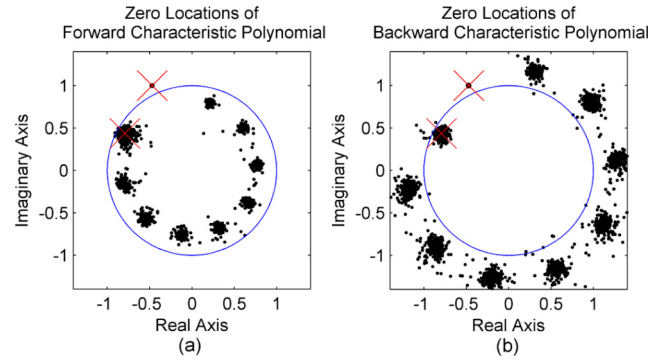 Zero Locations of
Forward Characteristic Polynomial
1
0.5
0
-0.5
-1
Imaginary Axis
-1 -0.5 0 0.5 1
Real Axis
(a)
Zero Locations of
Backward Characteristic Polynomial
1
0.5
0
-0.5
-1
Imaginary Axis
-1 -0.5 0 0.5 1
Real Axis
(b)